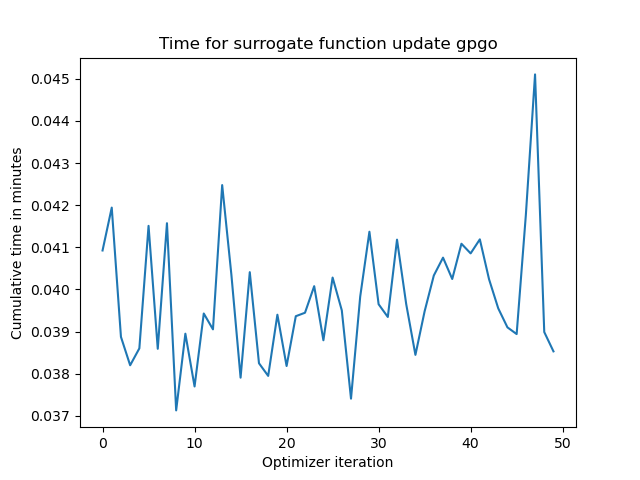 Time for surrogate function update gpgo
Cumulative time in minutes
0.045
0.044
0.043
0.042
0.041
0.040
0.039
0.038
0.037
0 10 20 30 40 50
Optimizer iteration